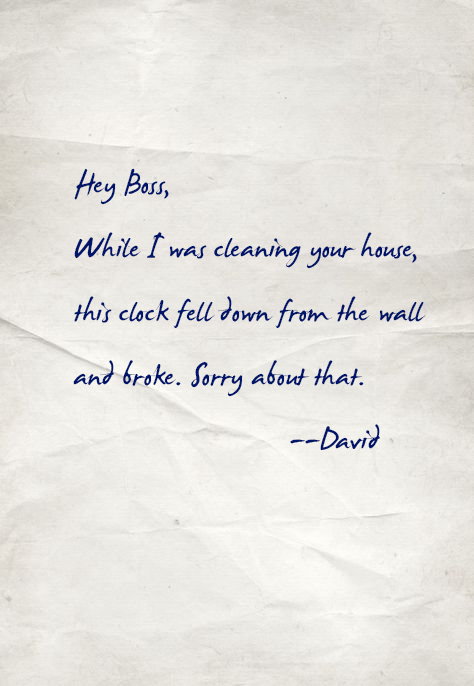 Hey Boss,
While I was cleaning your house,
this clock fell down from the wall
and broke. Sorry about that.
--David